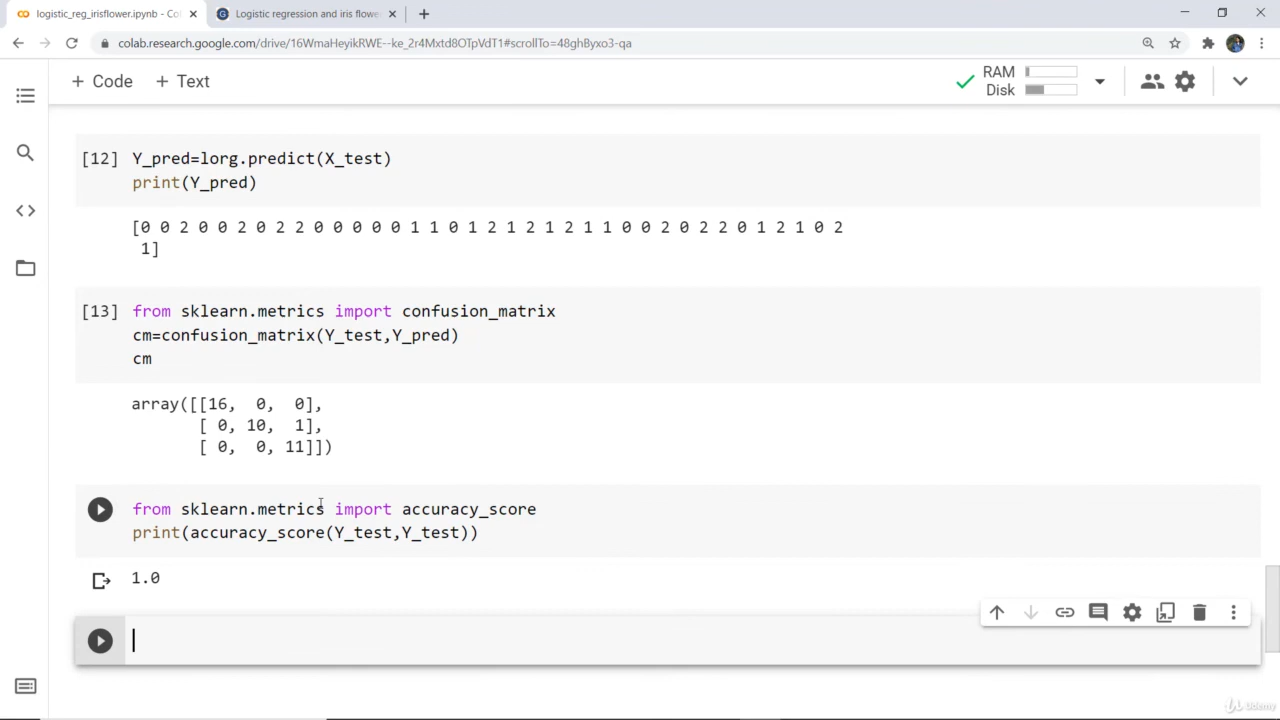 logistic_reg_irisflower.ipynb - Col
Logistic regression and iris flowe
colab.research.google.com/drive/16WmaHeyikRWE--ke_2r4Mxtd8OTpVdT1#scrollTo=48ghByxo3-qa
+ Code + Text
RAM
Disk
[12] Y_pred=lorg.predict(X_test)
print(Y_pred)
[0 0 2 0 0 2 0 2 2 0 0 0 0 0 1 1 0 1 2 1 2 1 2 1 1 0 0 2 0 2 2 0 1 2 1 0 2
1]
[13] from sklearn.metrics import confusion_matrix
cm=confusion_matrix(Y_test,Y_pred)
cm
array([[16, 0, 0],
[ 0, 10, 1],
[ 0, 0, 11]])
from sklearn.metrics import accuracy_score
print(accuracy_score(Y_test,Y_test))
1.0
Udemy